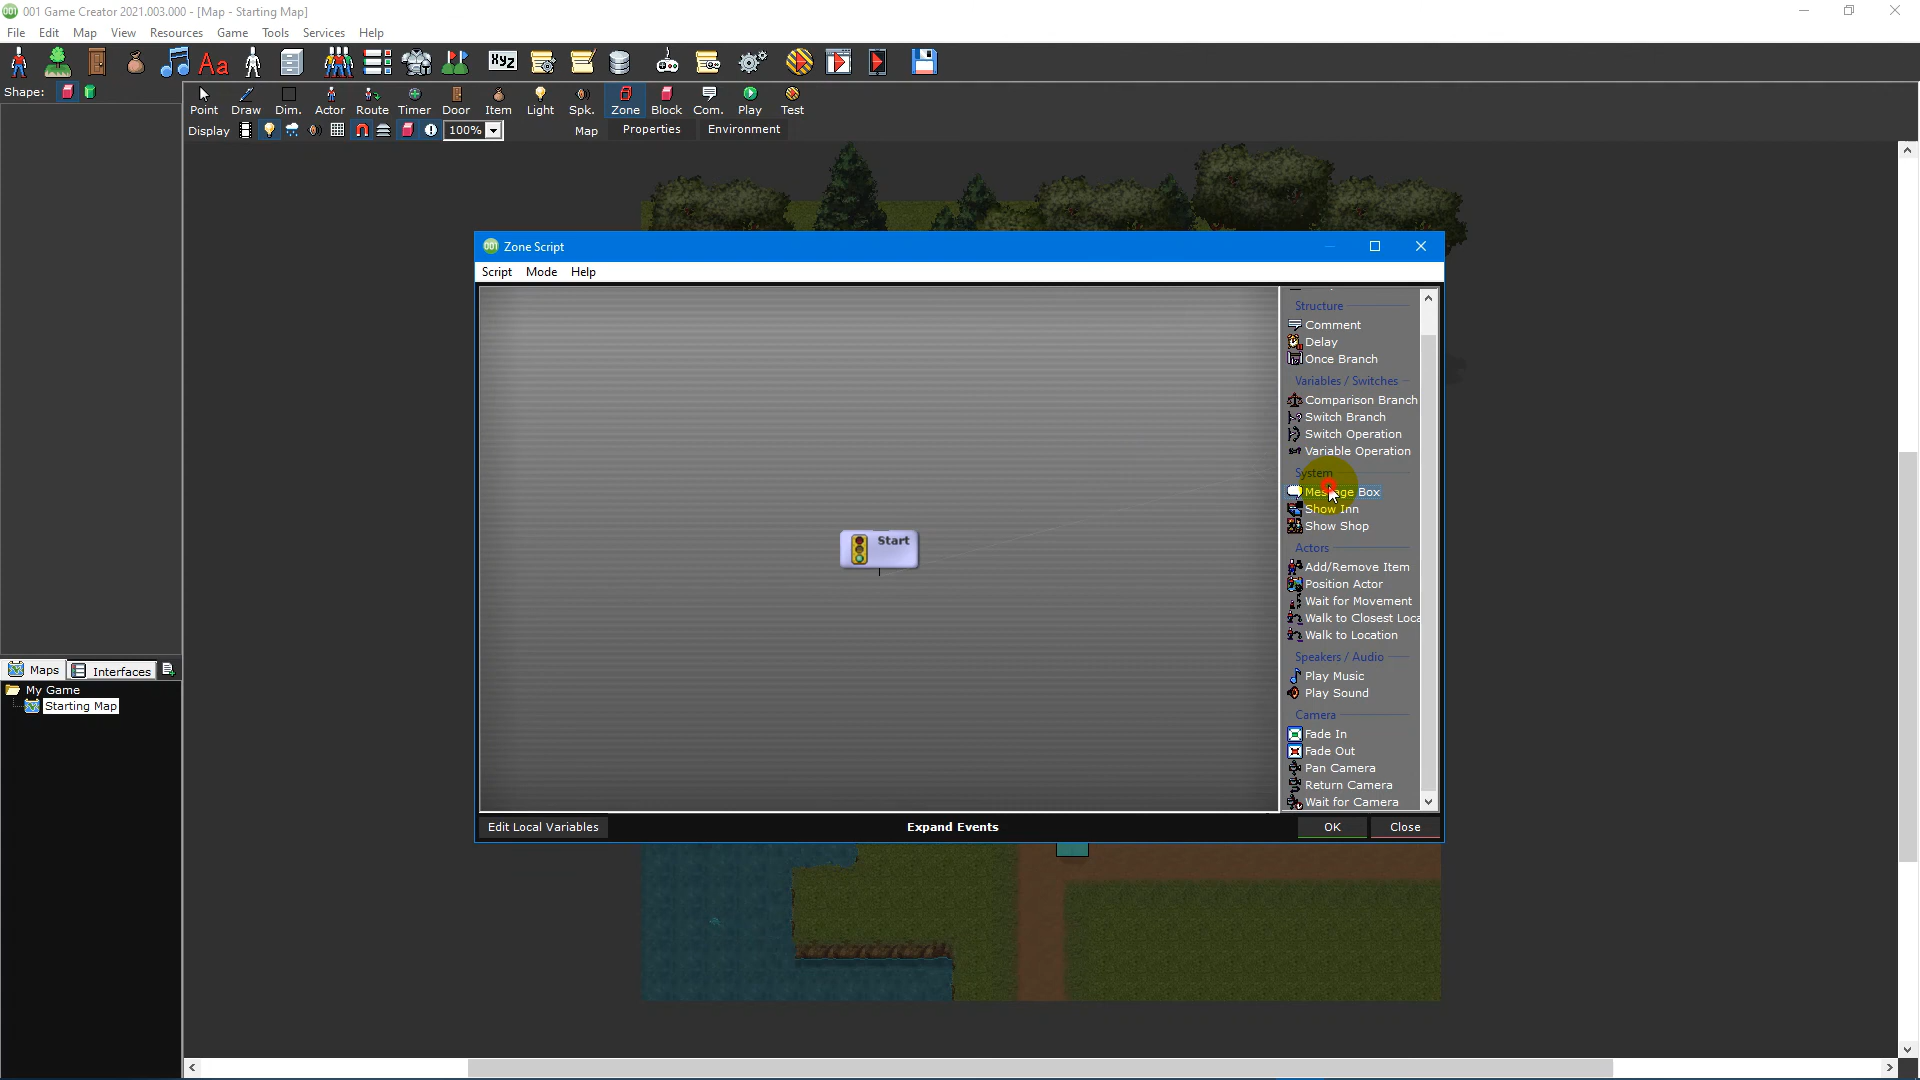 001 Game Creator 2021.003.000 - [Map - Starting Map]
File Edit Map View Resources Game Tools Services Help
Aa
XyZ
Shape:
Point Draw Dim. Actor Route Timer Door Item Light Spk. Zone Block Com. Play Test
Display 100% Map Properties Environment
001 Zone Script
Script Mode Help
Structure
Comment
Delay
Once Branch
Variables / Switches
Comparison Branch
Switch Branch
Switch Operation
Variable Operation
System
Message Box
Show Inn
Show Shop
Start
Actors
Add/Remove Item
Position Actor
Wait for Movement
Walk to Closest Loca
Walk to Location
Speakers / Audio
Play Music
Play Sound
Camera
Fade In
Fade Out
Pan Camera
Return Camera
Wait for Camera
Maps Interfaces
My Game
Starting Map
Edit Local Variables Expand Events OK Close